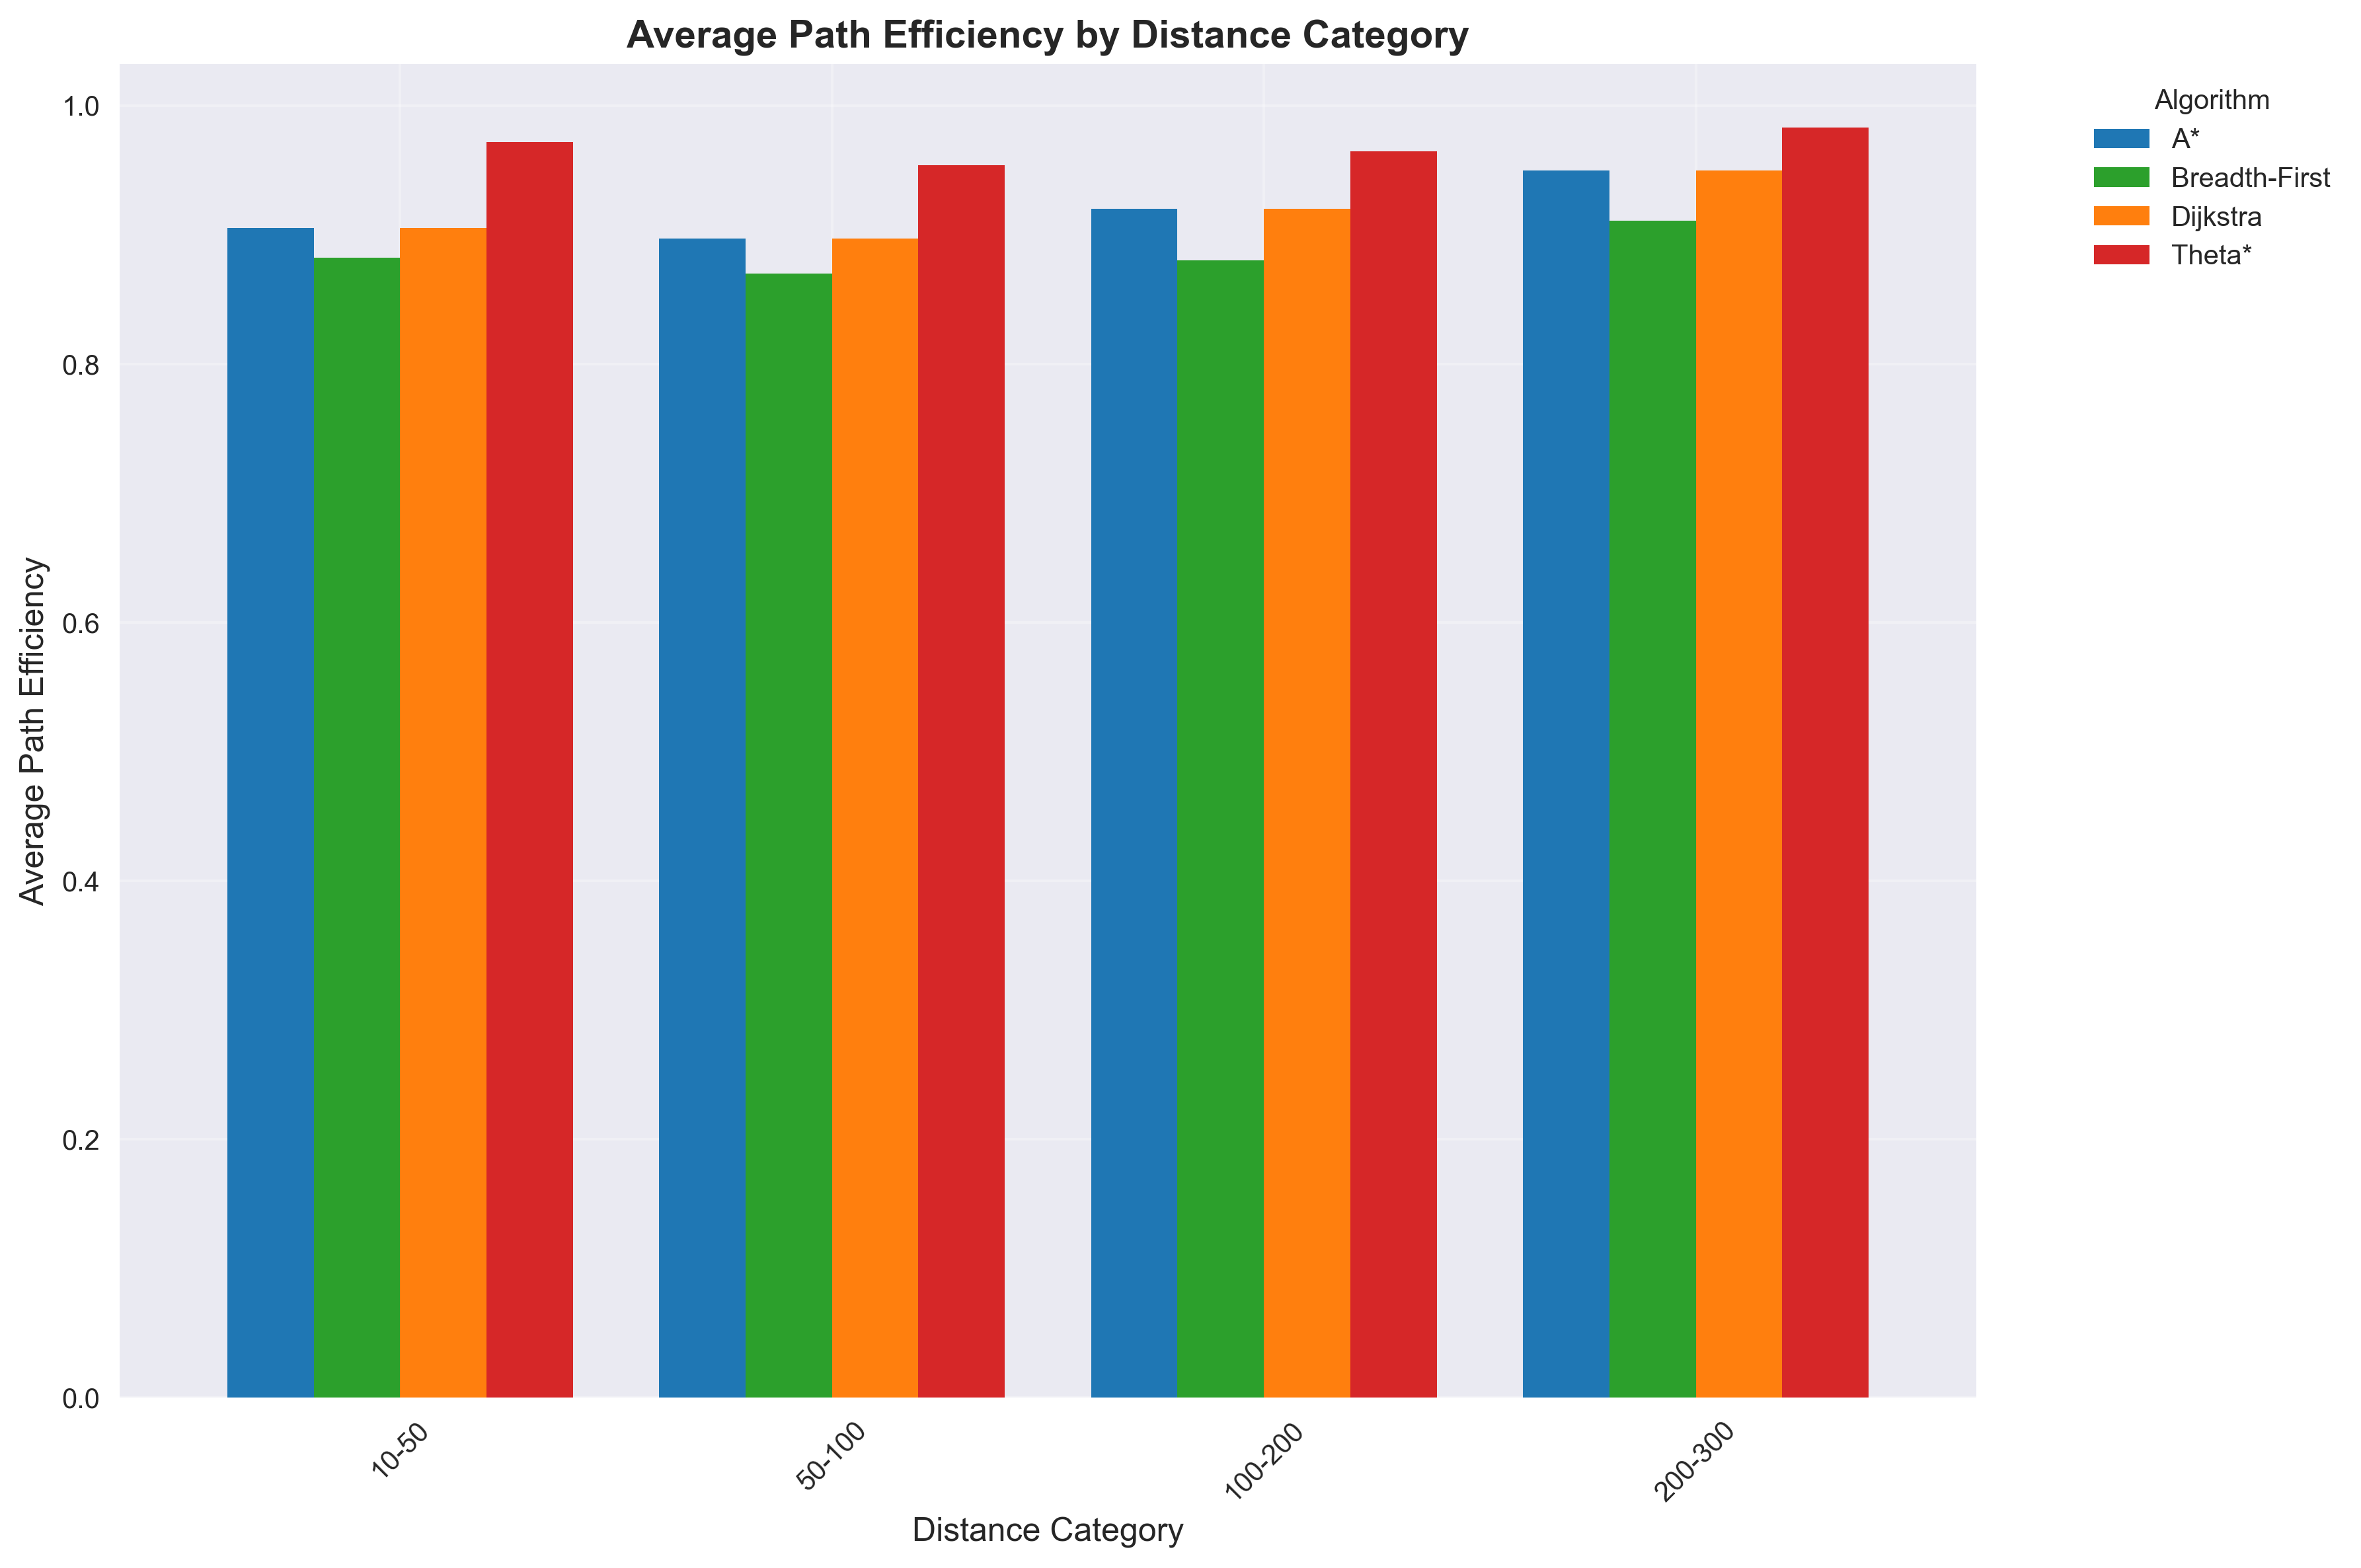 Average Path Efficiency by Distance Category
Average Path Efficiency
1.0
0.8
0.6
0.4
0.2
0.0
10-50
50-100
100-200
200-300
Distance Category
Algorithm
A*
Breadth-First
Dijkstra
Theta*